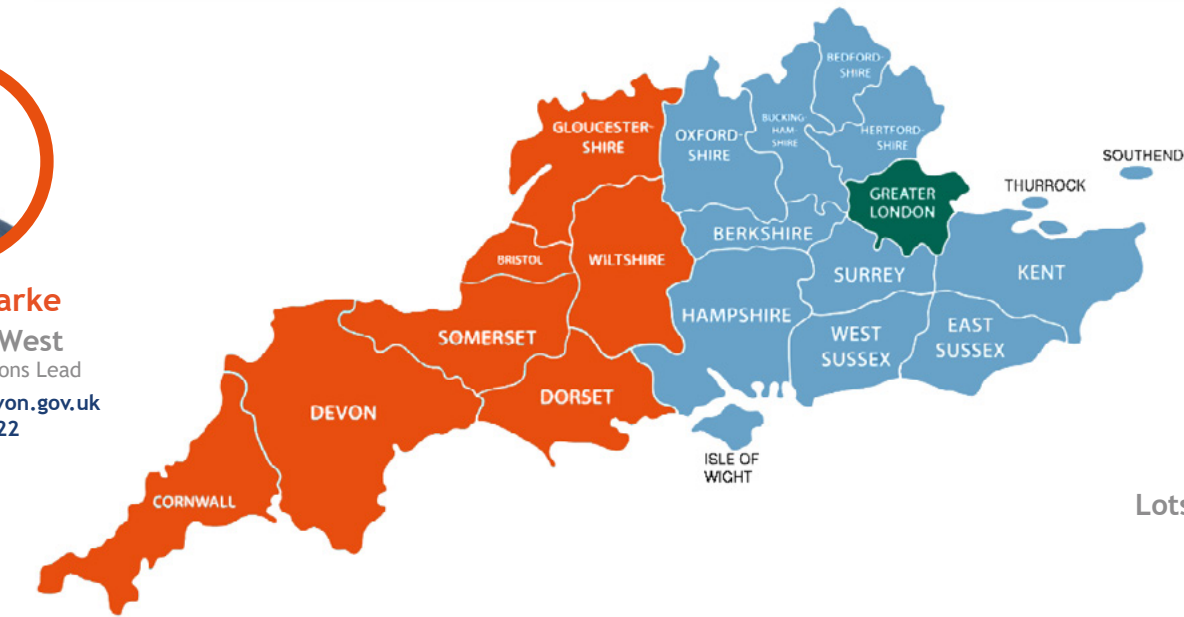 BEDFORD-
SHIRE
GLOUCESTER-
SHIRE
OXFORD-
SHIRE
BUCKING-
HAM-
SHIRE
HERTFORD-
SHIRE
SOUTHEND
THURROCK
GREATER
LONDON
BERKSHIRE
BRISTOL
WILTSHIRE
SURREY
KENT
arke
West
ons Lead
von.gov.uk
22
HAMPSHIRE
SOMERSET
WEST
SUSSEX
EAST
SUSSEX
DEVON
DORSET
ISLE OF
WIGHT
CORNWALL
Lots